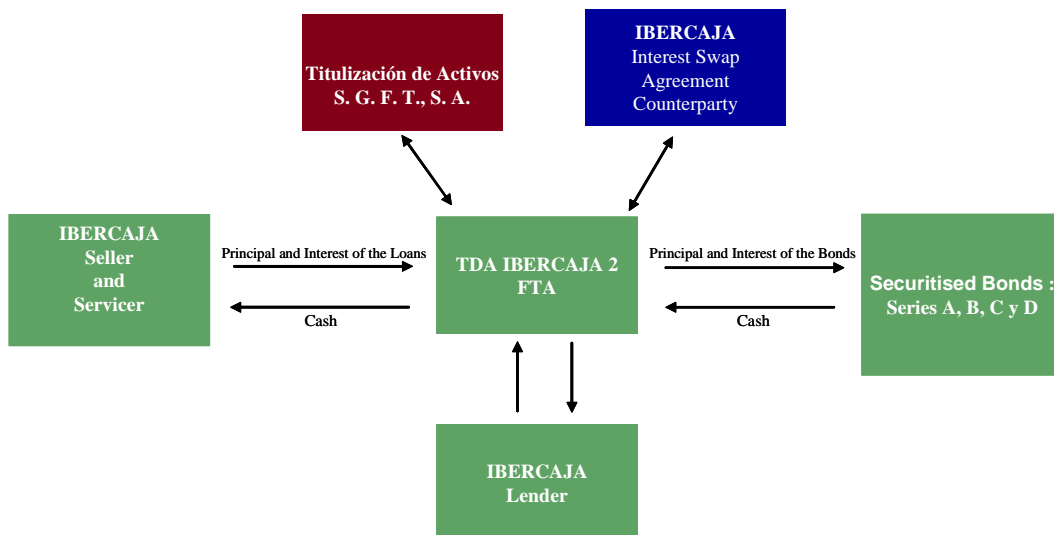 Titulización de Activos
S. G. F. T., S. A.
IBERCAJA
Interest Swap
Agreement
Counterparty
IBERCAJA
Seller
and
Servicer
Principal and Interest of the Loans
Cash
TDA IBERCAJA 2
FTA
Principal and Interest of the Bonds
Cash
Securitised Bonds :
Series A, B, C y D
IBERCAJA
Lender